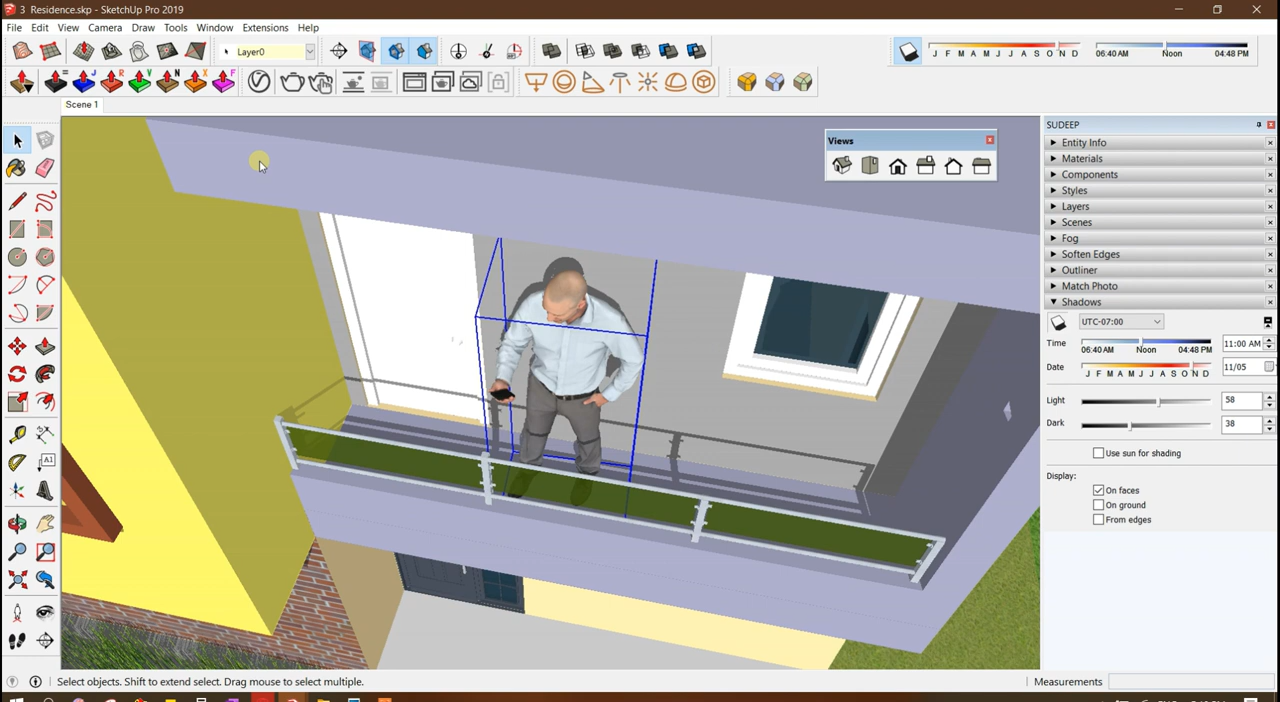 3 Residence.skp - SketchUp Pro 2019
File Edit View Camera Draw Tools Window Extensions Help
Layer0
J F M A M J J A S O N D 06:40 AM Noon 04:48 PM
= J R V N X F
Scene 1
Views
SUDEEP
Entity Info
Materials
Components
Styles
Layers
Scenes
Fog
Soften Edges
Outliner
Match Photo
Shadows
UTC-07:00
Time 06:40 AM Noon 04:48 PM 11:00 AM
Date J F M A M J J A S O N D 11/05
Light 58
Dark 38
Use sun for shading
Display:
On faces
On ground
From edges
A1
Select objects. Shift to extend select. Drag mouse to select multiple. Measurements